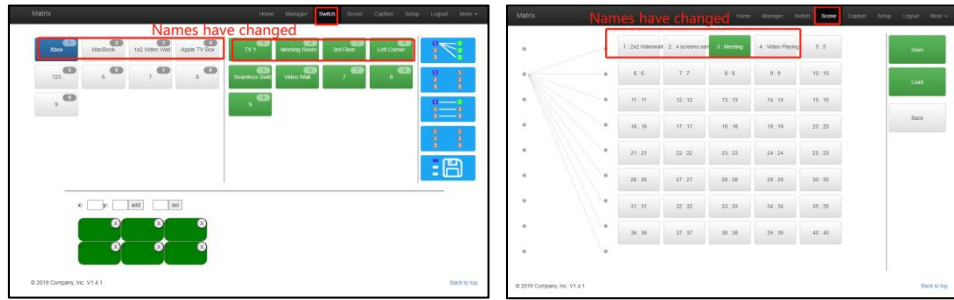 Matrix
Home Manager Switch Scene Caption Setup Logout More
Names have changed
Xbox MacBook 1x2 Video Wall Apple TV Box
TV 1 Meeting Room 3rd Floor Left Corner
123 6 7 8
Seamless Swit Video Wall 7 8
9
9
x: y: add del
X X X
X X X
© 2019 Company, Inc. V1.4.1
Back to top
Matrix
Home Manager Switch Scene Caption Setup Logout More
Names have changed
1 : 2x2 Videowall 2 : 4 screens sam 3 : Meeting 4 : Video Playing 5 : 5
6 : 6 7 : 7 8 : 8 9 : 9 10 : 10
11 : 11 12 : 12 13 : 13 14 : 14 15 : 15
16 : 16 17 : 17 18 : 18 19 : 19 20 : 20
21 : 21 22 : 22 23 : 23 24 : 24 25 : 25
26 : 26 27 : 27 28 : 28 29 : 29 30 : 30
31 : 31 32 : 32 33 : 33 34 : 34 35 : 35
36 : 36 37 : 37 38 : 38 39 : 39 40 : 40
Save
Load
Back
© 2019 Company, Inc. V1.4.1
Back to top